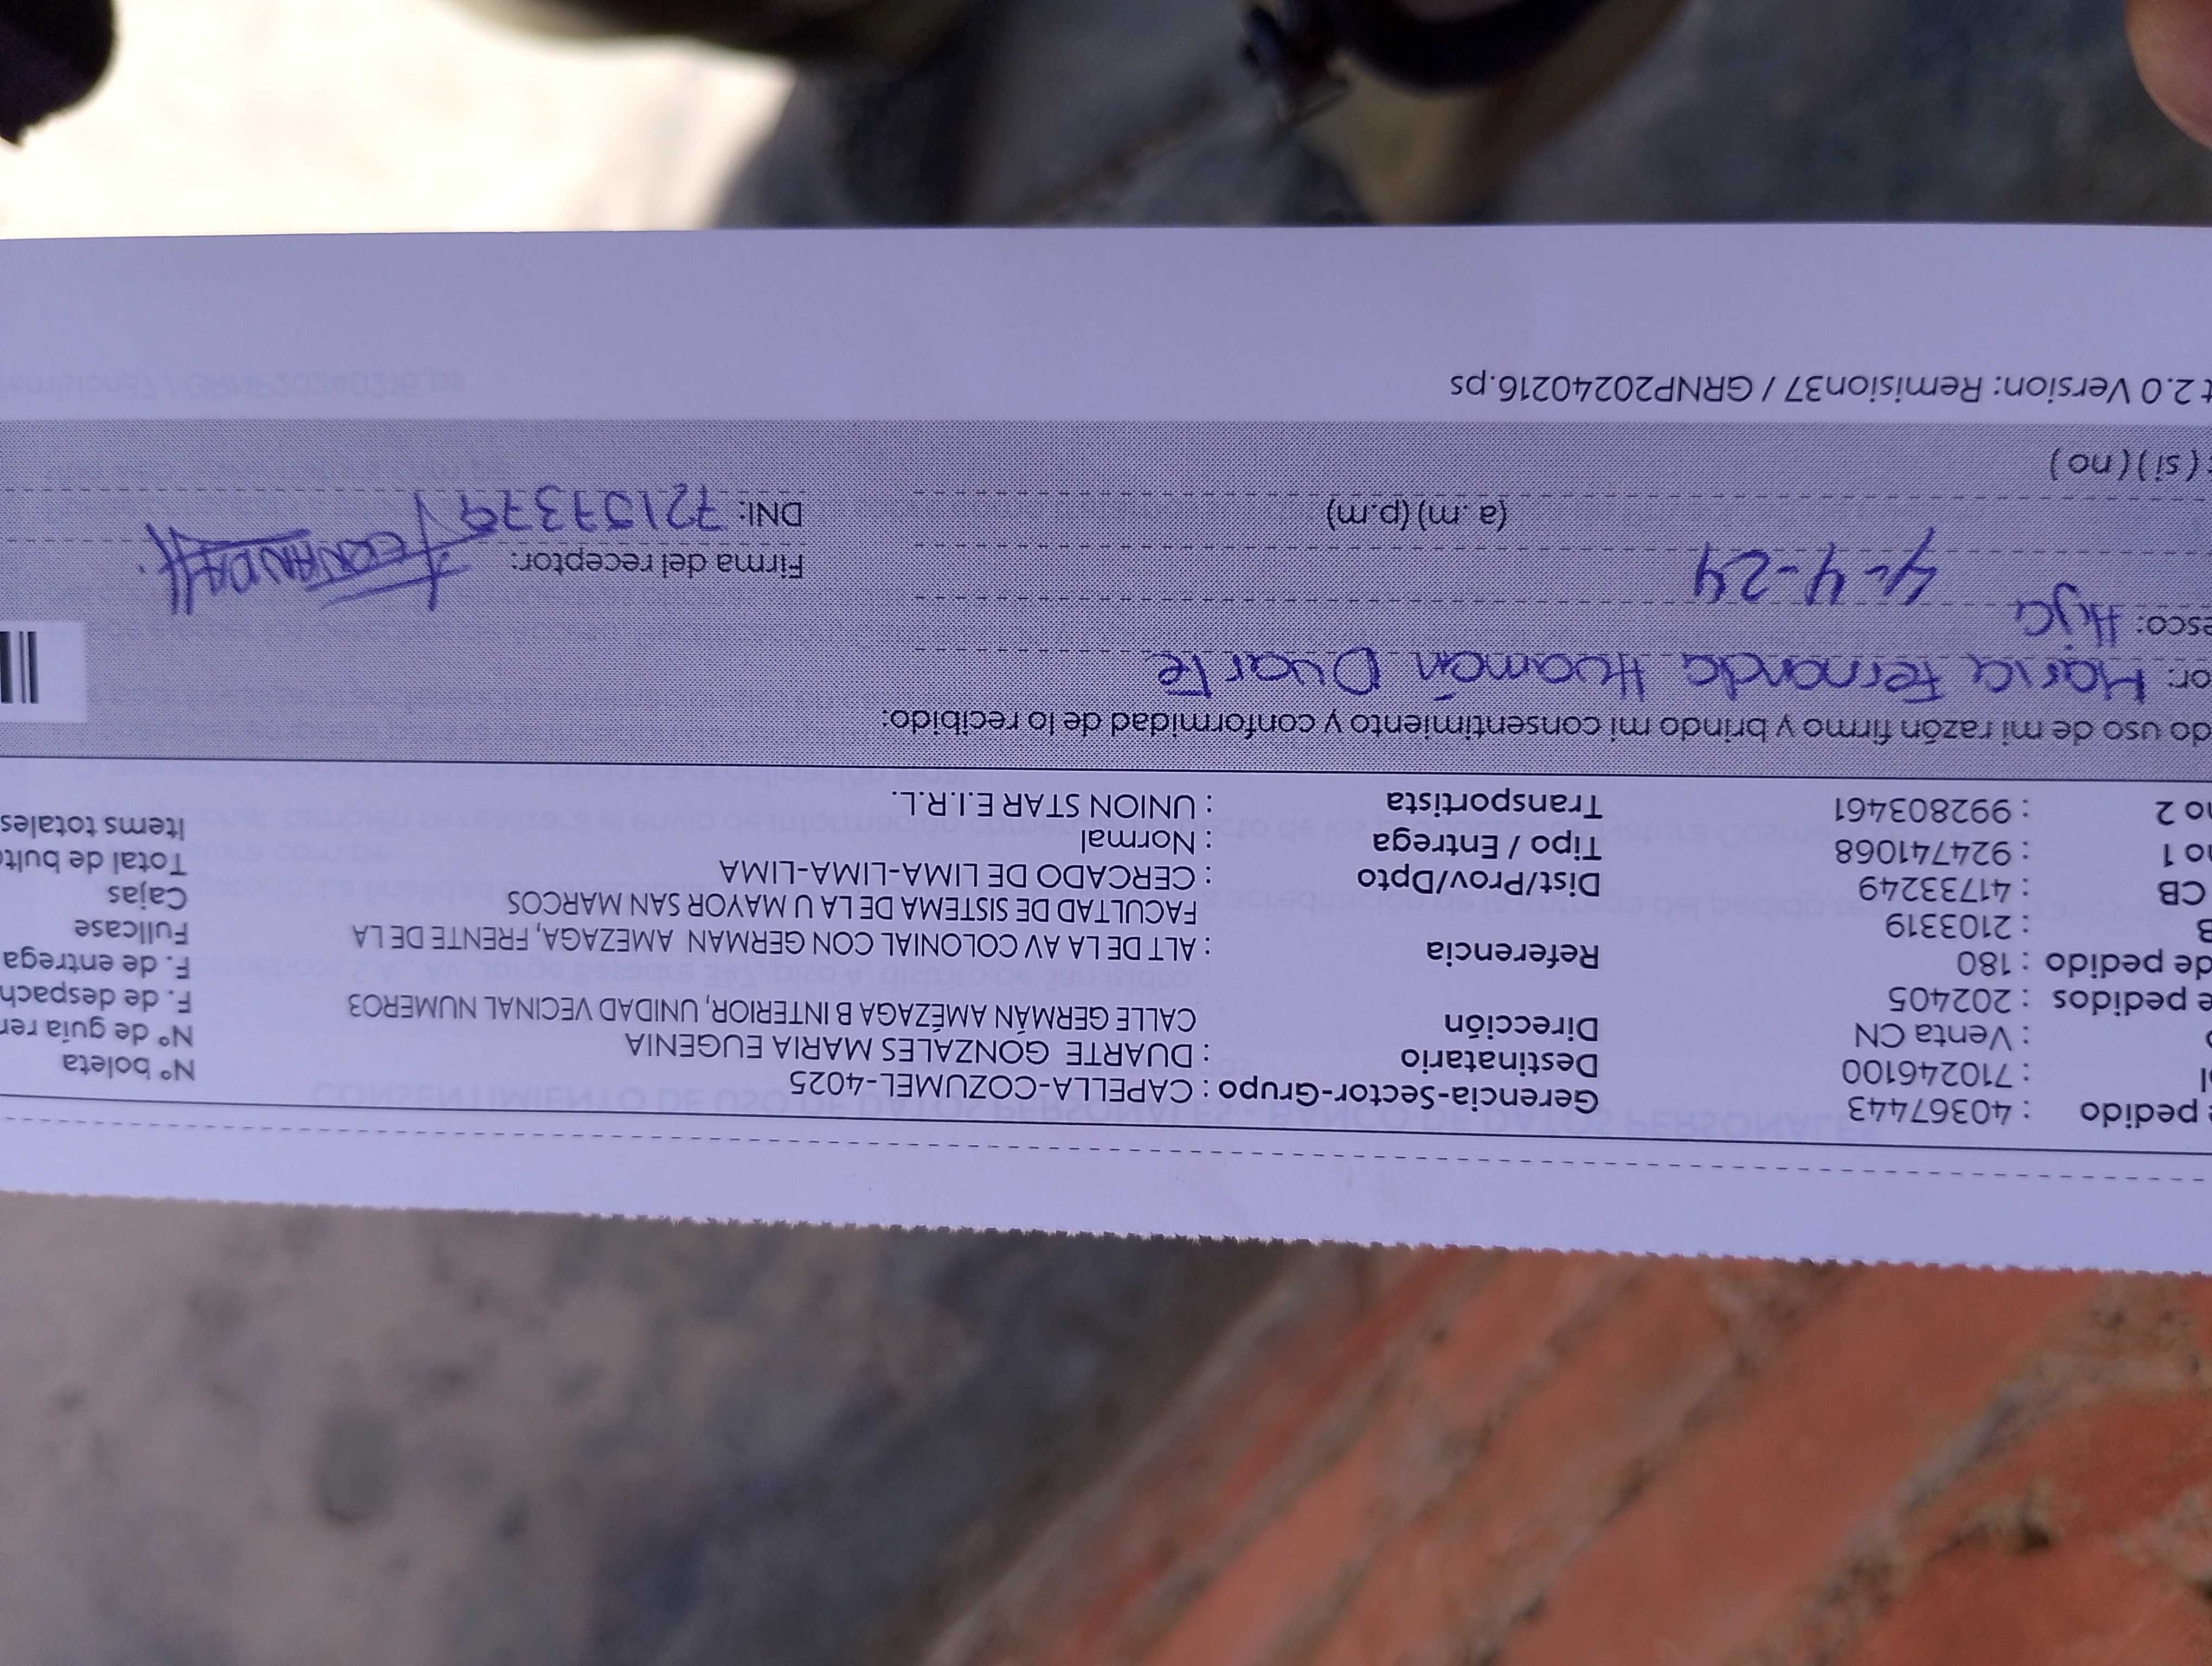 e pedido : 40367443 Gerencia-Sector-Grupo : CAPELLA-COZUMEL-4025 Nº boleta
: 710246100 Destinatario : DUARTE GONZALES MARIA EUGENIA Nº de guía rer
: Venta CN Dirección CALLE GERMÁN AMÉZAGA B INTERIOR, UNIDAD VECINAL NUMERO3 F. de despach
e pedidos : 202405 Referencia : ALT DE LA AV COLONIAL CON GERMAN AMEZAGA, FRENTE DE LA F. de entrega
de pedido : 180 FACULTAD DE SISTEMA DE LA U MAYOR SAN MARCOS Fullcase
B : 2103319 Dist/Prov/Dpto : CERCADO DE LIMA-LIMA-LIMA Cajas
CB : 41733249 Tipo / Entrega : Normal Total de bulto
no 1 : 924741068 Transportista : UNION STAR E.I.R.L. Items totales
no 2 : 992803461
do uso de mi razón firmo y brindo mi consentimiento y conformidad de lo recibido:
or: Maria Fernanda Huamán Duarte
esco: Hija
4-4-24 Firma del receptor: FERNANDA H.
(a.m) (p.m) DNI:
: (si) (no)
t 2.0 Version: Remision37 / GRNP20240216.ps